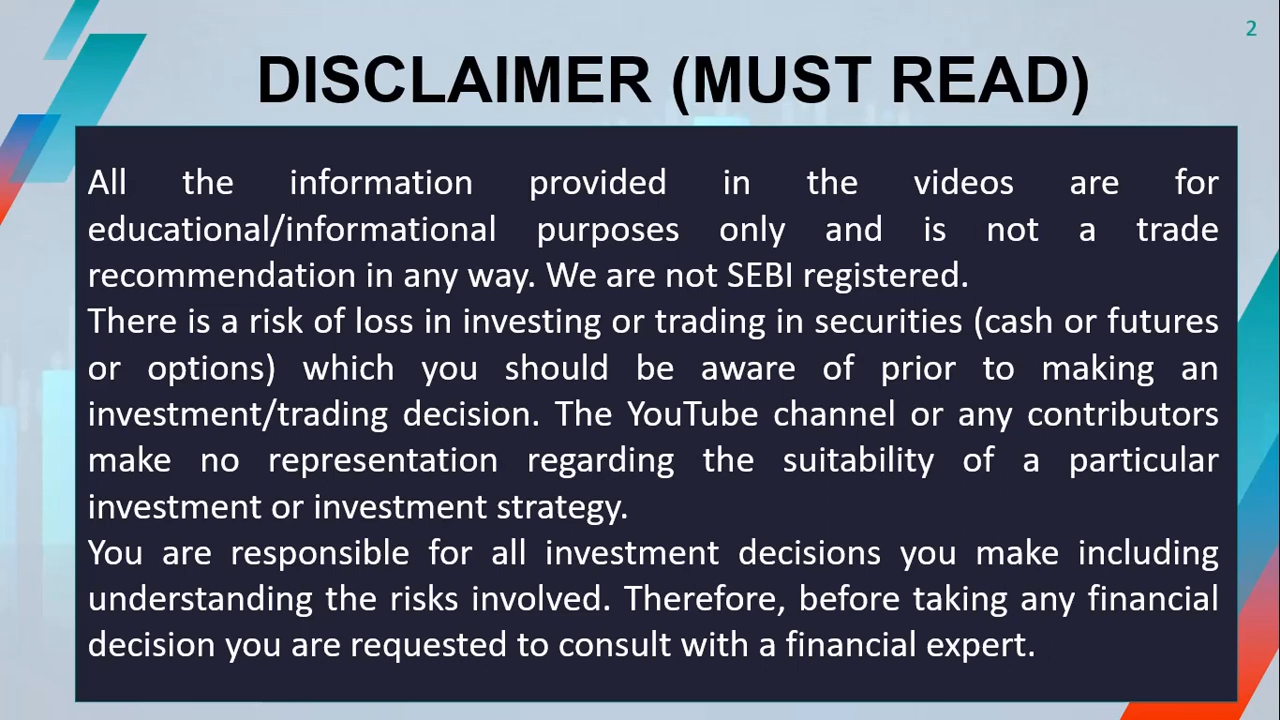 2
DISCLAIMER (MUST READ)
All the information provided in the videos are for
educational/informational purposes only and is not a trade
recommendation in any way. We are not SEBI registered.
There is a risk of loss in investing or trading in securities (cash or futures
or options) which you should be aware of prior to making an
investment/trading decision. The YouTube channel or any contributors
make no representation regarding the suitability of a particular
investment or investment strategy.
You are responsible for all investment decisions you make including
understanding the risks involved. Therefore, before taking any financial
decision you are requested to consult with a financial expert.